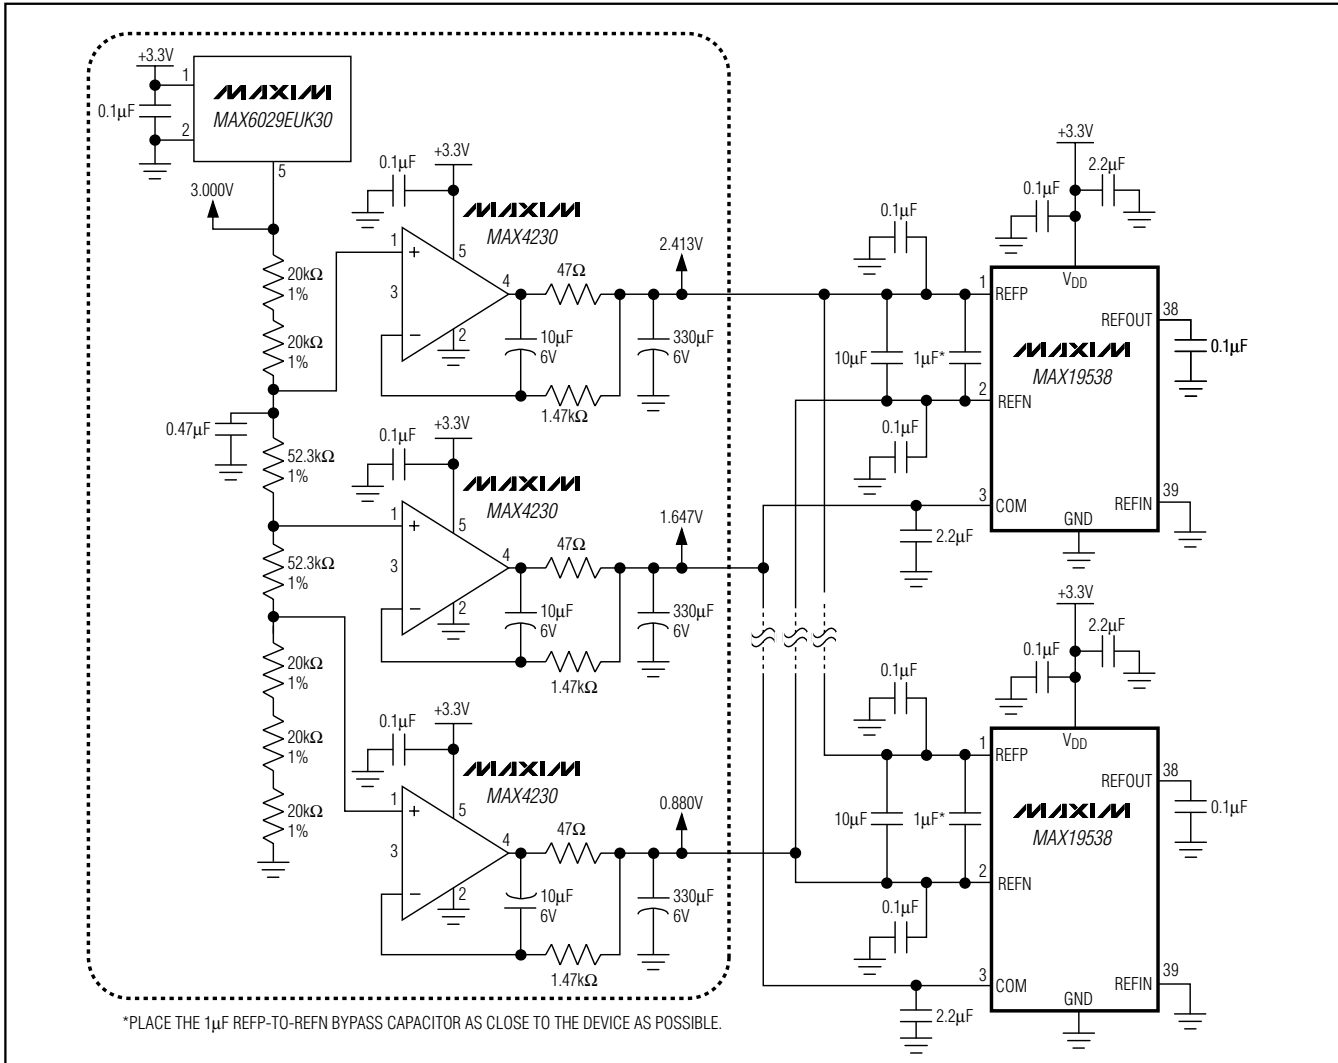 +3.3V
1
MAXIM
MAX6029EUK30
0.1µF
2
5
3.000V
20kΩ
1%
20kΩ
1%
0.47µF
52.3kΩ
1%
52.3kΩ
1%
20kΩ
1%
20kΩ
1%
20kΩ
1%
+3.3V
0.1µF
MAXIM
MAX4230
1
+
5
3
4
−
2
47Ω
10µF
6V
1.47kΩ
2.413V
330µF
6V
+3.3V
0.1µF
MAXIM
MAX4230
1
+
5
3
4
−
2
47Ω
10µF
6V
1.47kΩ
1.647V
330µF
6V
+3.3V
0.1µF
MAXIM
MAX4230
1
+
5
3
4
−
2
47Ω
10µF
6V
1.47kΩ
0.880V
330µF
6V
+3.3V
2.2µF
0.1µF
0.1µF
VDD
1
REFP
38
REFOUT
0.1µF
10µF
1µF*
MAXIM
MAX19538
2
REFN
0.1µF
3
COM
39
REFIN
GND
2.2µF
+3.3V
2.2µF
0.1µF
0.1µF
VDD
1
REFP
38
REFOUT
0.1µF
10µF
1µF*
MAXIM
MAX19538
2
REFN
0.1µF
3
COM
39
REFIN
GND
2.2µF
*PLACE THE 1µF REFP-TO-REFN BYPASS CAPACITOR AS CLOSE TO THE DEVICE AS POSSIBLE.